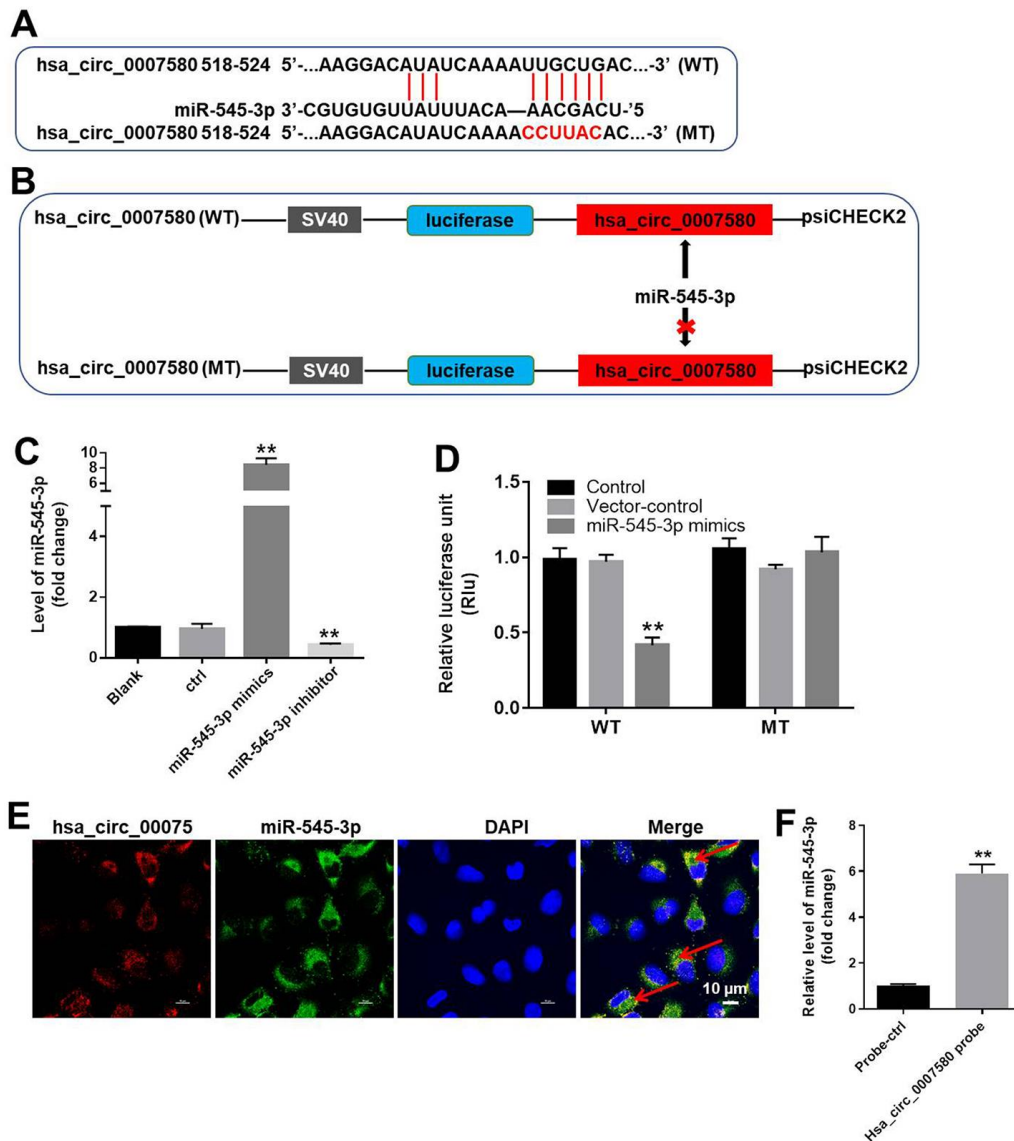 A
hsa_circ_0007580 518-524 5’-...AAGGACAUAUCAAAAUUGCUGAC...-3’ (WT)
miR-545-3p 3’-CGUGUGUUAUUUACA—AACGACU-’5
hsa_circ_0007580 518-524 5’-...AAGGACAUAUCAAAACCUUACAC...-3’ (MT)
B
hsa_circ_0007580 (WT) SV40 luciferase hsa_circ_0007580 psiCHECK2
miR-545-3p
hsa_circ_0007580 (MT) SV40 luciferase hsa_circ_0007580 psiCHECK2
C
Level of miR-545-3p
(fold change)
10
8
6
4
2
0
**
**
Blank
ctrl
miR-545-3p mimics
miR-545-3p inhibitor
D
Relative luciferase unit
(Rlu)
1.5
1.0
0.5
0.0
Control
Vector-control
miR-545-3p mimics
**
WT MT
E
hsa_circ_00075 miR-545-3p DAPI Merge
10 μm
F
Relative level of miR-545-3p
(fold change)
8
6
4
2
0
**
Probe-ctrl
Hsa_circ_0007580 probe